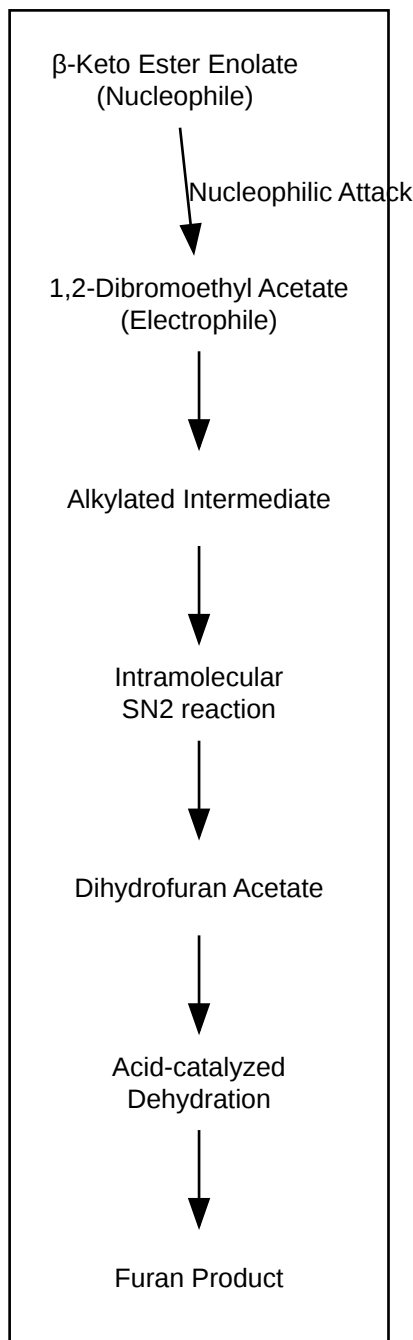 β-Keto Ester Enolate
(Nucleophile)
Nucleophilic Attack
1,2-Dibromoethyl Acetate
(Electrophile)
Alkylated Intermediate
Intramolecular
SN2 reaction
Dihydrofuran Acetate
Acid-catalyzed
Dehydration
Furan Product